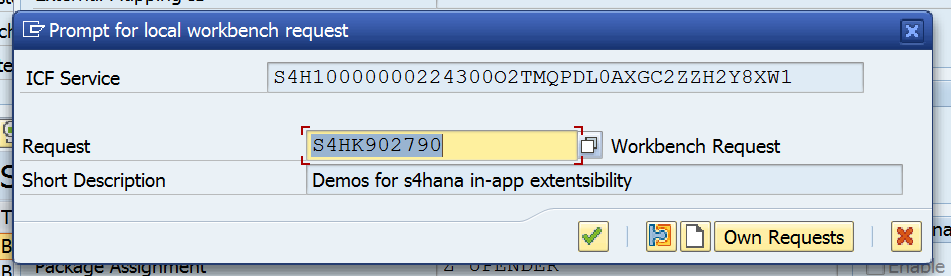 Prompt for local workbench request
ICF Service S4H10000000224300O2TMQPDL0AXGC2ZZH2Y8XW1
Request S4HK902790 Workbench Request
Short Description Demos for s4hana in-app extentsibility
Own Requests
Package Assignment Enable